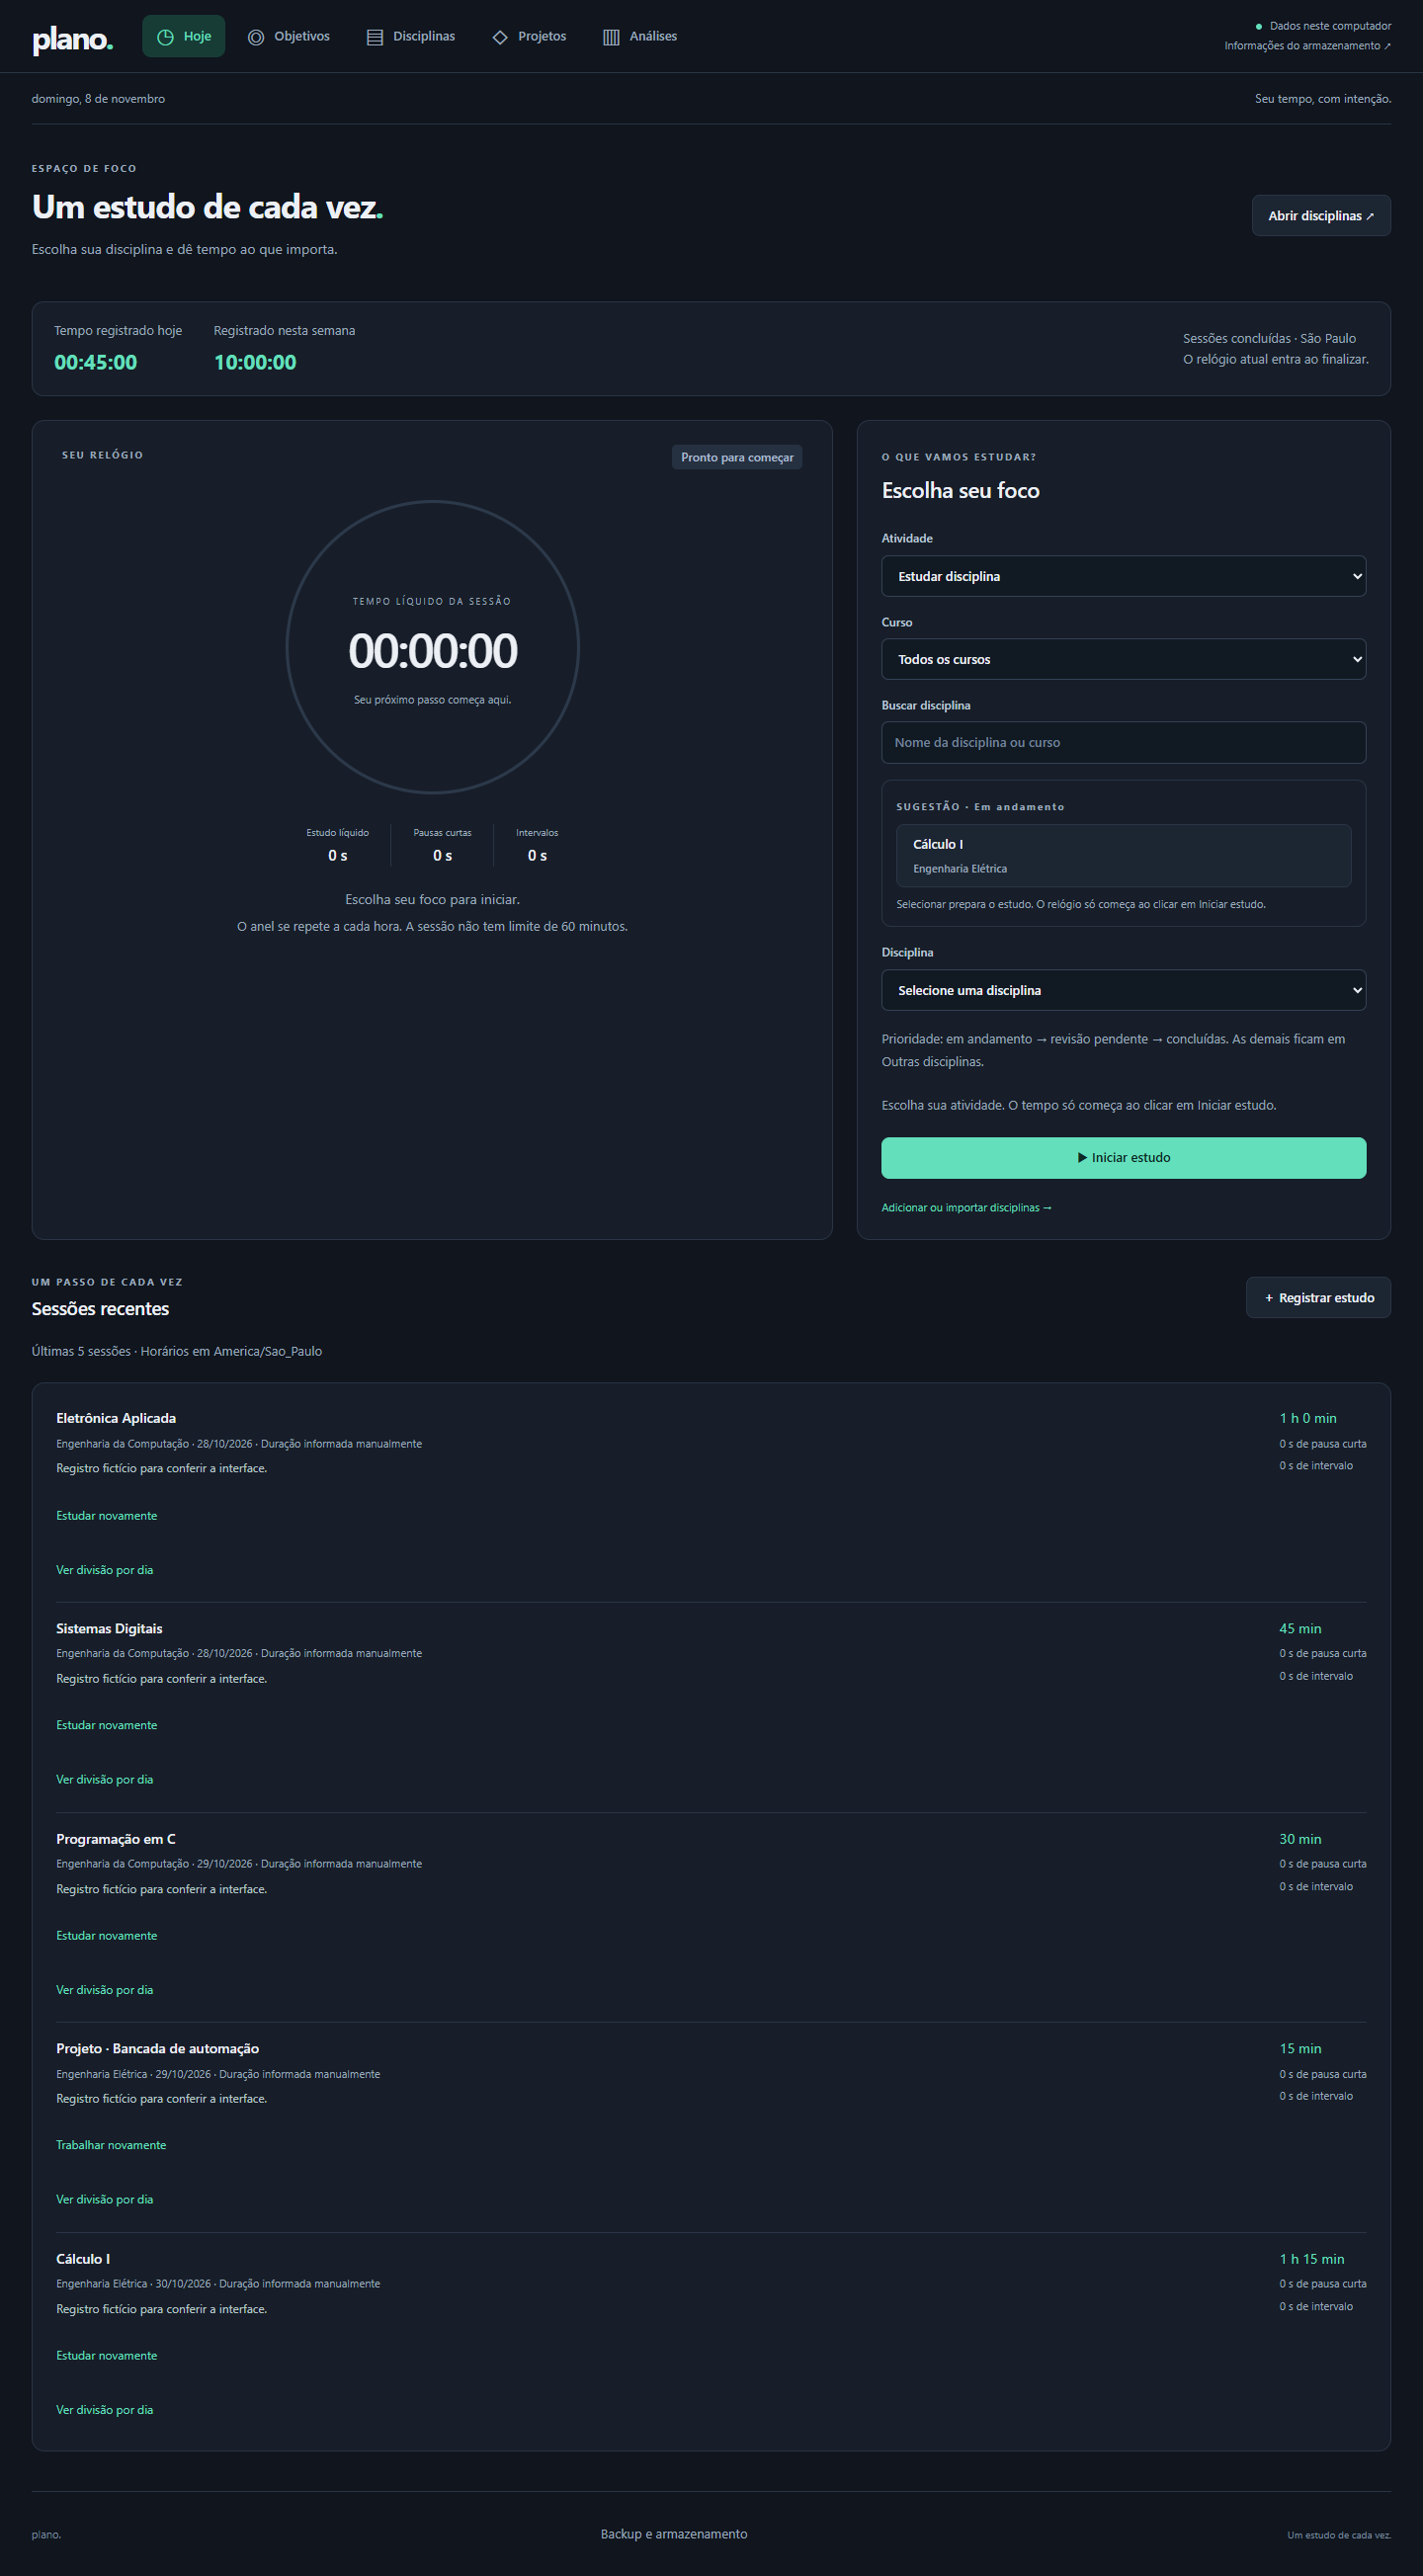 plano.
Hoje
Objetivos
Disciplinas
Projetos
Análises
Dados neste computador
Informações do armazenamento ↗
domingo, 8 de novembro
Seu tempo, com intenção.
ESPAÇO DE FOCO
Um estudo de cada vez.
Escolha sua disciplina e dê tempo ao que importa.
Abrir disciplinas ↗
Tempo registrado hoje
00:45:00
Registrado nesta semana
10:00:00
Sessões concluídas · São Paulo
O relógio atual entra ao finalizar.
SEU RELÓGIO
Pronto para começar
TEMPO LÍQUIDO DA SESSÃO
00:00:00
Seu próximo passo começa aqui.
Estudo líquido
0 s
Pausas curtas
0 s
Intervalos
0 s
Escolha seu foco para iniciar.
O anel se repete a cada hora. A sessão não tem limite de 60 minutos.
O QUE VAMOS ESTUDAR?
Escolha seu foco
Atividade
Estudar disciplina
Curso
Todos os cursos
Buscar disciplina
Nome da disciplina ou curso
SUGESTÃO · Em andamento
Cálculo I
Engenharia Elétrica
Selecionar prepara o estudo. O relógio só começa ao clicar em Iniciar estudo.
Disciplina
Selecione uma disciplina
Prioridade: em andamento → revisão pendente → concluídas. As demais ficam em
Outras disciplinas.
Escolha sua atividade. O tempo só começa ao clicar em Iniciar estudo.
▶ Iniciar estudo
Adicionar ou importar disciplinas →
UM PASSO DE CADA VEZ
Sessões recentes
+ Registrar estudo
Últimas 5 sessões · Horários em America/Sao_Paulo
Eletrônica Aplicada
Engenharia da Computação · 28/10/2026 · Duração informada manualmente
Registro fictício para conferir a interface.
Estudar novamente
Ver divisão por dia
1 h 0 min
0 s de pausa curta
0 s de intervalo
Sistemas Digitais
Engenharia da Computação · 28/10/2026 · Duração informada manualmente
Registro fictício para conferir a interface.
Estudar novamente
Ver divisão por dia
45 min
0 s de pausa curta
0 s de intervalo
Programação em C
Engenharia da Computação · 29/10/2026 · Duração informada manualmente
Registro fictício para conferir a interface.
Estudar novamente
Ver divisão por dia
30 min
0 s de pausa curta
0 s de intervalo
Projeto · Bancada de automação
Engenharia Elétrica · 29/10/2026 · Duração informada manualmente
Registro fictício para conferir a interface.
Trabalhar novamente
Ver divisão por dia
15 min
0 s de pausa curta
0 s de intervalo
Cálculo I
Engenharia Elétrica · 30/10/2026 · Duração informada manualmente
Registro fictício para conferir a interface.
Estudar novamente
Ver divisão por dia
1 h 15 min
0 s de pausa curta
0 s de intervalo
plano.
Backup e armazenamento
Um estudo de cada vez.